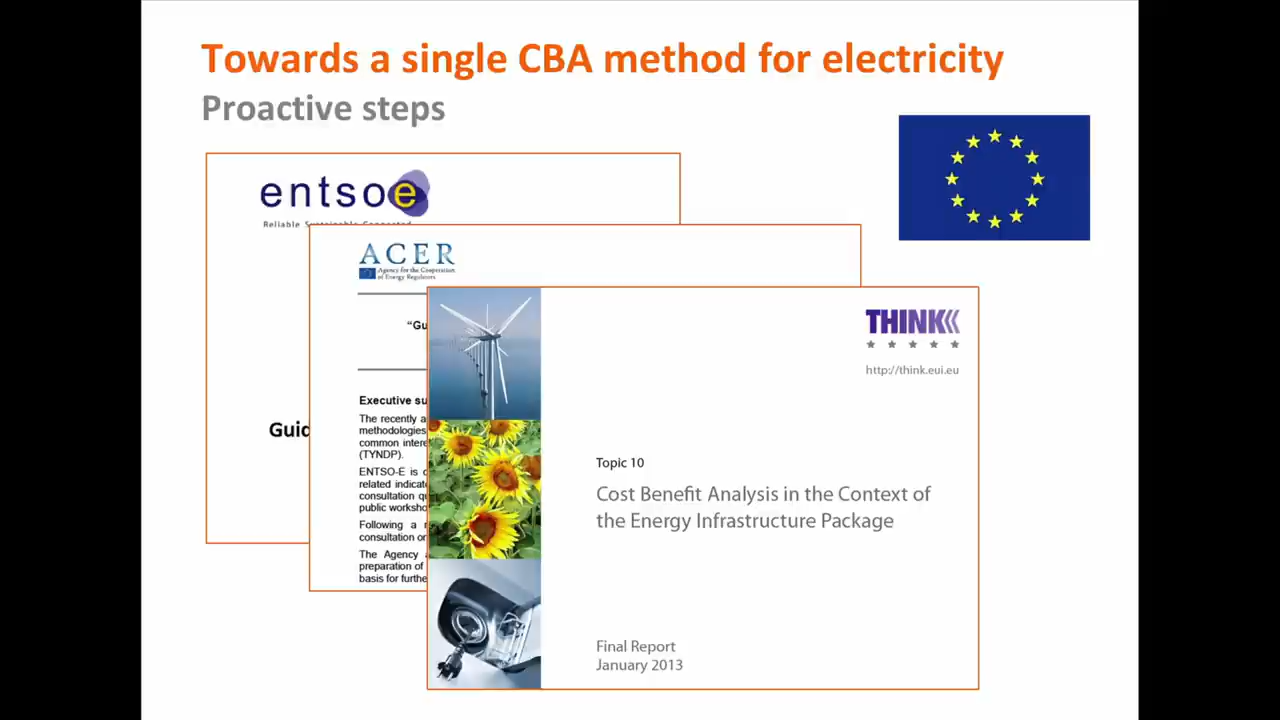 Towards a single CBA method for electricity
Proactive steps
entsoe
Reliable Sustainable Connected
Guid
ACER
Agency for the Cooperation
of Energy Regulators
“Gu
Executive su
The recently a
methodologies
common intere
(TYNDP).
ENTSO-E is c
related indicat
consultation qu
public worksho
Following a r
consultation or
The Agency a
preparation of
basis for furthe
THINK
http://think.eui.eu
Topic 10
Cost Benefit Analysis in the Context of
the Energy Infrastructure Package
Final Report
January 2013